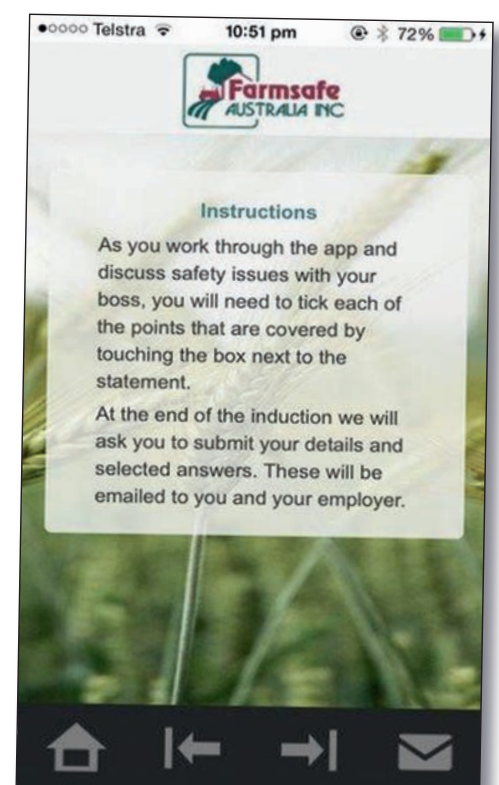 Telstra 10:51 pm 72%
Farmsafe
AUSTRALIA INC
Instructions
As you work through the app and
discuss safety issues with your
boss, you will need to tick each of
the points that are covered by
touching the box next to the
statement.
At the end of the induction we will
ask you to submit your details and
selected answers. These will be
emailed to you and your employer.